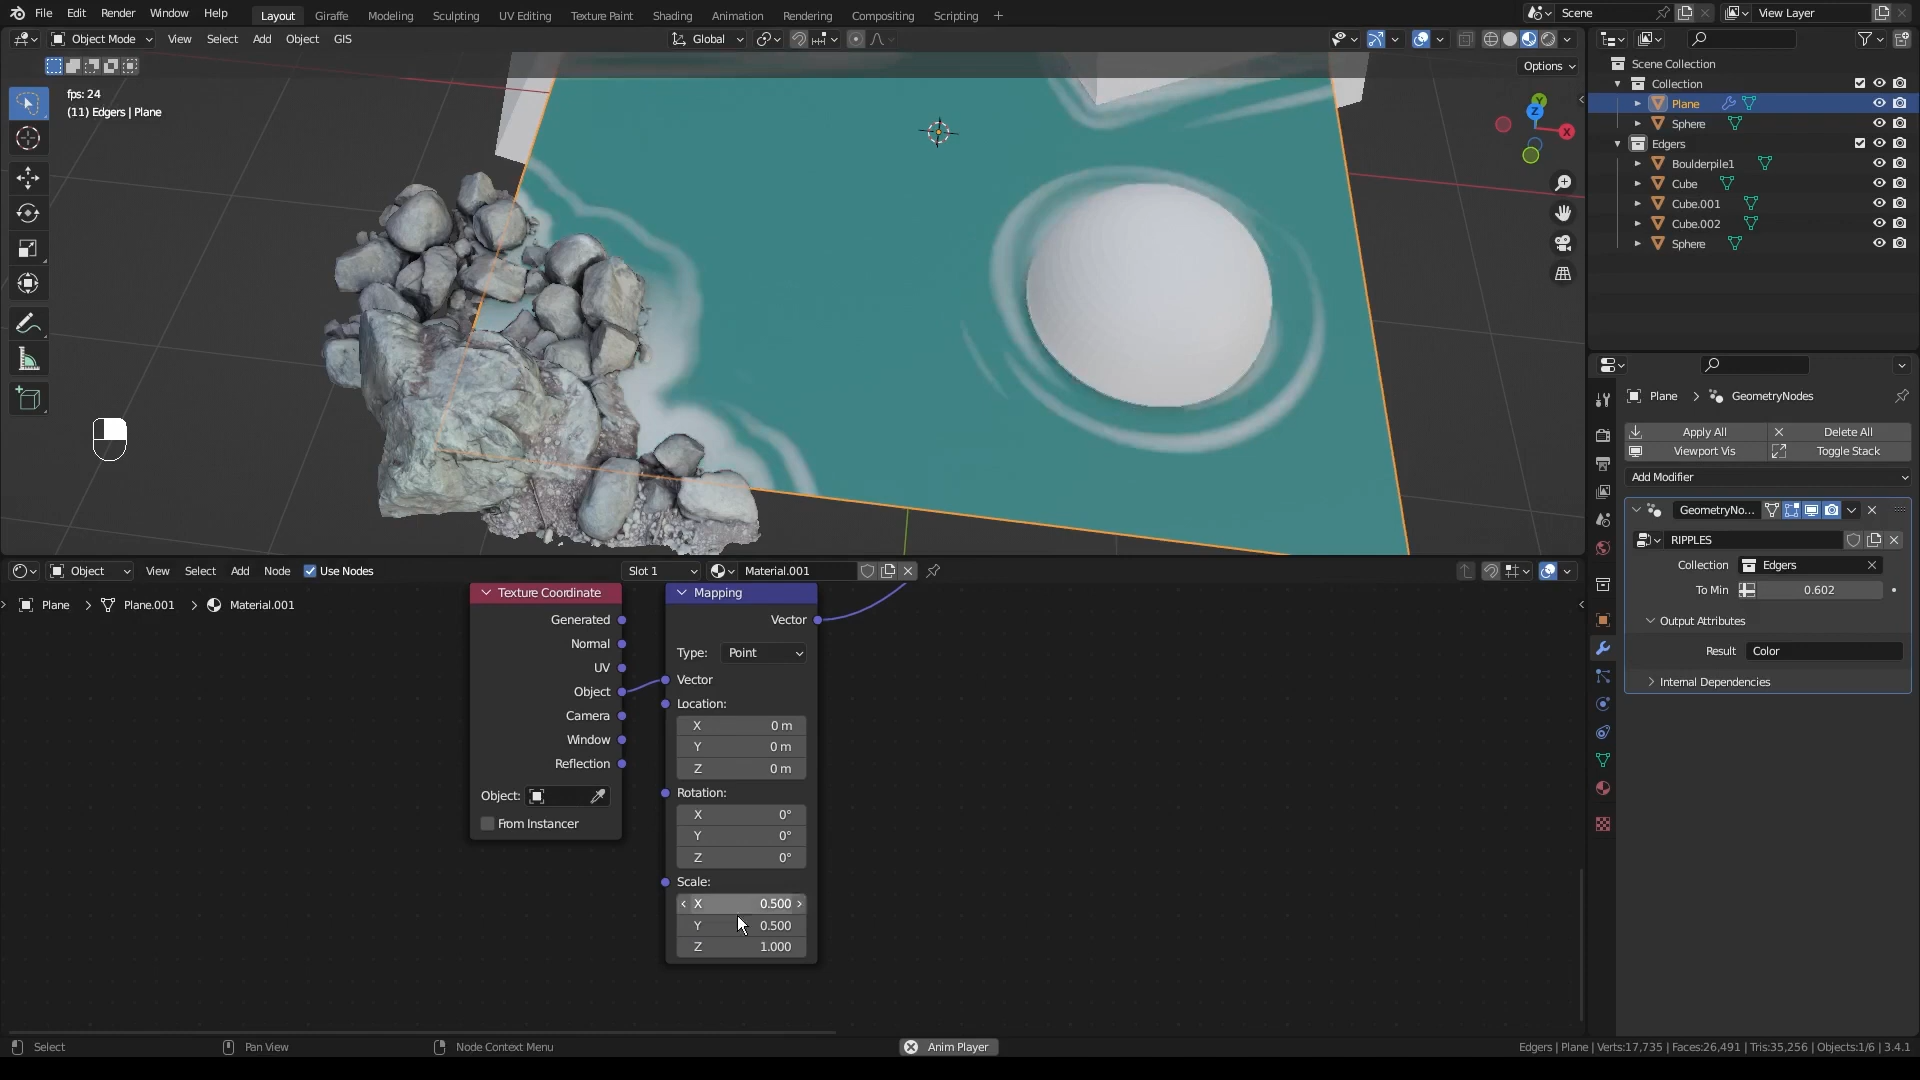 File Edit Render Window Help Layout Giraffe Modeling Sculpting UV Editing Texture Paint Shading Animation Rendering Compositing Scripting + Scene View Layer
Object Mode View Select Add Object GIS Global
Options
fps: 24
(11) Edgers | Plane
Z
Y
X
Scene Collection
Collection
Plane
Sphere
Edgers
Boulderpile1
Cube
Cube.001
Cube.002
Sphere
Plane > GeometryNodes
Apply All Delete All
Viewport Vis Toggle Stack
Add Modifier
GeometryNo...
RIPPLES
Collection Edgers
To Min 0.602
Output Attributes
Result Color
Internal Dependencies
Object View Select Add Node Use Nodes Slot 1 Material.001
Plane > Plane.001 > Material.001
Texture Coordinate
Generated
Normal
UV
Object
Camera
Window
Reflection
Object:
From Instancer
Mapping
Vector
Type: Point
Vector
Location:
X 0 m
Y 0 m
Z 0 m
Rotation:
X 0°
Y 0°
Z 0°
Scale:
X 0.500
Y 0.500
Z 1.000
Select Pan View Node Context Menu Anim Player Edgers | Plane | Verts:17,735 | Faces:26,491 | Tris:35,256 | Objects:1/6 | 3.4.1